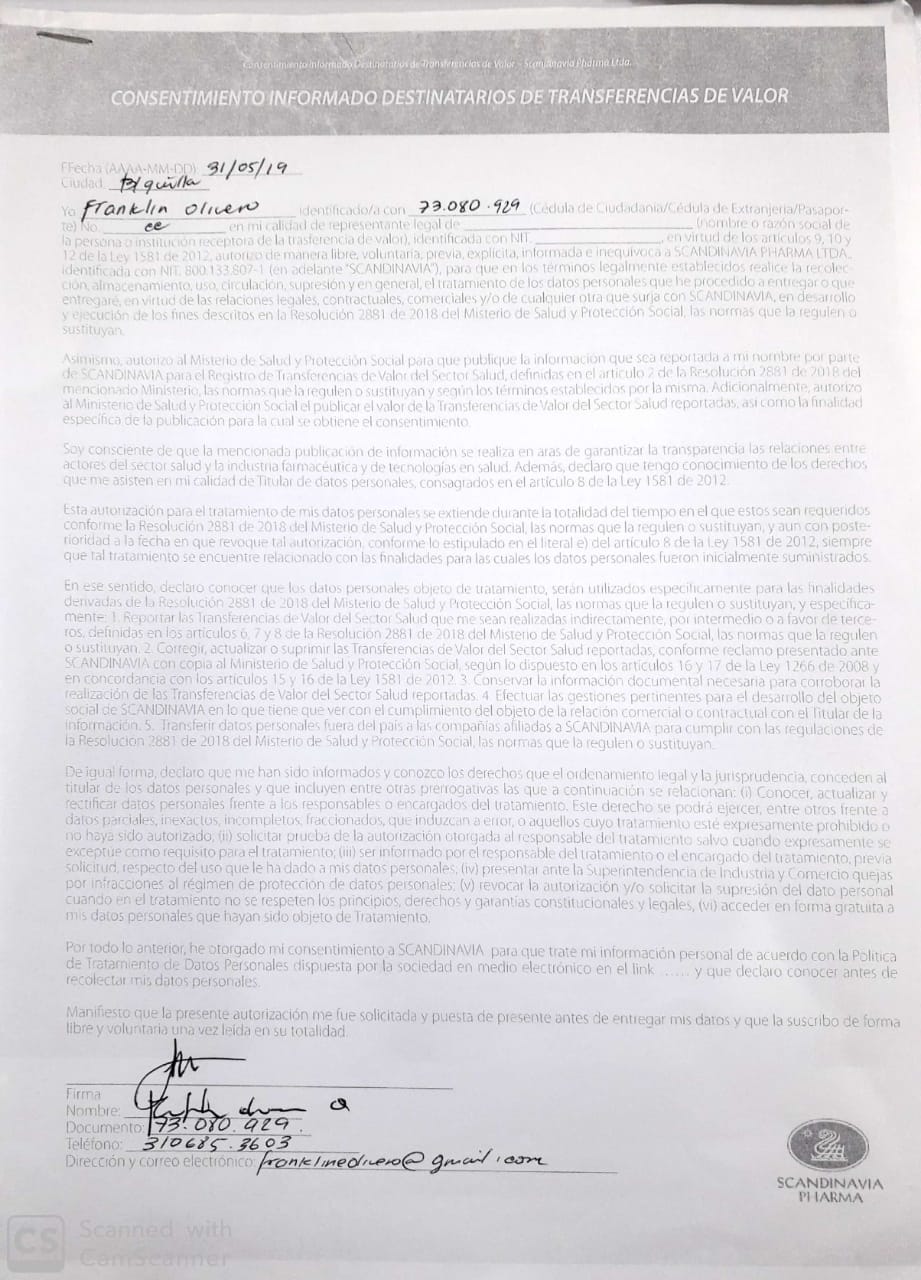 Consentimiento Informado Destinatarios de Transferencias de Valor – Scandinavia Pharma Ltda.
CONSENTIMIENTO INFORMADO DESTINATARIOS DE TRANSFERENCIAS DE VALOR
FFecha (AAAA-MM-DD): 31/05/19
Ciudad: B/quilla
Yo Franklin Olivero identificado/a con 73.080.929 (Cédula de Ciudadanía/Cédula de Extranjería/Pasapor-
te) No. cc en mi calidad de representante legal de (nombre o razón social de
la persona o institución receptora de la trasferencia de valor), identificada con NIT. , en virtud de los artículos 9, 10 y
12 de la Ley 1581 de 2012, autorizo de manera libre, voluntaria, previa, explícita, informada e inequívoca a SCANDINAVIA PHARMA LTDA.,
identificada con NIT. 800.133.807-1 (en adelante “SCANDINAVIA”), para que en los términos legalmente establecidos realice la recolec-
ción, almacenamiento, uso, circulación, supresión y en general, el tratamiento de los datos personales que he procedido a entregar o que
entregaré, en virtud de las relaciones legales, contractuales, comerciales y/o de cualquier otra que surja con SCANDINAVIA, en desarrollo
y ejecución de los fines descritos en la Resolución 2881 de 2018 del Misterio de Salud y Protección Social, las normas que la regulen o
sustituyan.
Asimismo, autorizo al Misterio de Salud y Protección Social para que publique la información que sea reportada a mi nombre por parte
de SCANDINAVIA para el Registro de Transferencias de Valor del Sector Salud, definidas en el artículo 2 de la Resolución 2881 de 2018 del
mencionado Ministerio, las normas que la regulen o sustituyan y según los términos establecidos por la misma. Adicionalmente, autorizo
al Ministerio de Salud y Protección Social el publicar el valor de la Transferencias de Valor del Sector Salud reportadas, así como la finalidad
específica de la publicación para la cual se obtiene el consentimiento.
Soy consciente de que la mencionada publicación de información se realiza en aras de garantizar la transparencia las relaciones entre
actores del sector salud y la industria farmacéutica y de tecnologías en salud. Además, declaro que tengo conocimiento de los derechos
que me asisten en mi calidad de Titular de datos personales, consagrados en el artículo 8 de la Ley 1581 de 2012.
Esta autorización para el tratamiento de mis datos personales se extiende durante la totalidad del tiempo en el que estos sean requeridos
conforme la Resolución 2881 de 2018 del Misterio de Salud y Protección Social, las normas que la regulen o sustituyan, y aun con poste-
rioridad a la fecha en que revoque tal autorización, conforme lo estipulado en el literal e) del artículo 8 de la Ley 1581 de 2012, siempre
que tal tratamiento se encuentre relacionado con las finalidades para las cuales los datos personales fueron inicialmente suministrados.
En ese sentido, declaro conocer que los datos personales objeto de tratamiento, serán utilizados específicamente para las finalidades
derivadas de la Resolución 2881 de 2018 del Misterio de Salud y Protección Social, las normas que la regulen o sustituyan, y específica-
mente: 1. Reportar las Transferencias de Valor del Sector Salud que me sean realizadas indirectamente, por intermedio o a favor de terce-
ros, definidas en los artículos 6, 7 y 8 de la Resolución 2881 de 2018 del Misterio de Salud y Protección Social, las normas que la regulen
o sustituyan. 2. Corregir, actualizar o suprimir las Transferencias de Valor del Sector Salud reportadas, conforme reclamo presentado ante
SCANDINAVIA con copia al Ministerio de Salud y Protección Social, según lo dispuesto en los artículos 16 y 17 de la Ley 1266 de 2008 y
en concordancia con los artículos 15 y 16 de la Ley 1581 de 2012. 3. Conservar la información documental necesaria para corroborar la
realización de las Transferencias de Valor del Sector Salud reportadas. 4. Efectuar las gestiones pertinentes para el desarrollo del objeto
social de SCANDINAVIA en lo que tiene que ver con el cumplimiento del objeto de la relación comercial o contractual con el Titular de la
información. 5. Transferir datos personales fuera del país a las compañías afiliadas a SCANDINAVIA para cumplir con las regulaciones de
la Resolución 2881 de 2018 del Misterio de Salud y Protección Social, las normas que la regulen o sustituyan.
De igual forma, declaro que me han sido informados y conozco los derechos que el ordenamiento legal y la jurisprudencia, conceden al
titular de los datos personales y que incluyen entre otras prerrogativas las que a continuación se relacionan: (i) Conocer, actualizar y
rectificar datos personales frente a los responsables o encargados del tratamiento. Este derecho se podrá ejercer, entre otros frente a
datos parciales, inexactos, incompletos, fraccionados, que induzcan a error, o aquellos cuyo tratamiento esté expresamente prohibido o
no haya sido autorizado; (ii) solicitar prueba de la autorización otorgada al responsable del tratamiento salvo cuando expresamente se
exceptúe como requisito para el tratamiento; (iii) ser informado por el responsable del tratamiento o el encargado del tratamiento, previa
solicitud, respecto del uso que le ha dado a mis datos personales; (iv) presentar ante la Superintendencia de Industria y Comercio quejas
por infracciones al régimen de protección de datos personales; (v) revocar la autorización y/o solicitar la supresión del dato personal
cuando en el tratamiento no se respeten los principios, derechos y garantías constitucionales y legales, (vi) acceder en forma gratuita a
mis datos personales que hayan sido objeto de Tratamiento.
Por todo lo anterior, he otorgado mi consentimiento a SCANDINAVIA para que trate mi información personal de acuerdo con la Política
de Tratamiento de Datos Personales dispuesta por la sociedad en medio electrónico en el link ...... y que declaro conocer antes de
recolectar mis datos personales.
Manifiesto que la presente autorización me fue solicitada y puesta de presente antes de entregar mis datos y que la suscribo de forma
libre y voluntaria una vez leída en su totalidad.
Firma
Nombre:
Documento: 73.080.929.
Teléfono: 310685.3603
Dirección y correo electrónico: franklinedivero@gmail.com
SCANDINAVIA
PHARMA
CS Scanned with
CamScanner